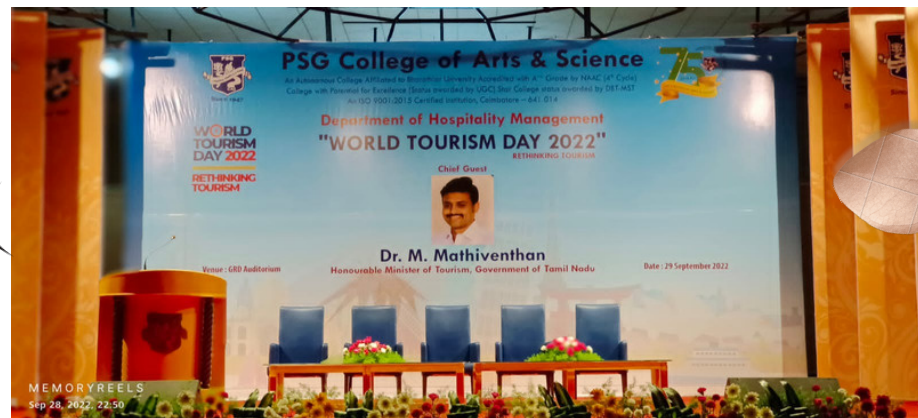 PSG College of Arts & Science
An Autonomous College Affiliated to Bharathiar University Accredited with A++ Grade by NAAC (4th Cycle)
College with Potential for Excellence (Status awarded by UGC) Star College status awarded by DBT-MST
An ISO 9001:2015 Certified Institution, Coimbatore – 641 014
75
Department of Hospitality Management
"WORLD TOURISM DAY 2022"
RETHINKING TOURISM
WORLD
TOURISM
DAY 2022
RETHINKING
TOURISM
Chief Guest
Dr. M. Mathiventhan
Honourable Minister of Tourism, Government of Tamil Nadu
Venue : GRD Auditorium
Date : 29 September 2022
MEMORYREELS
Sep 28, 2022, 22:50